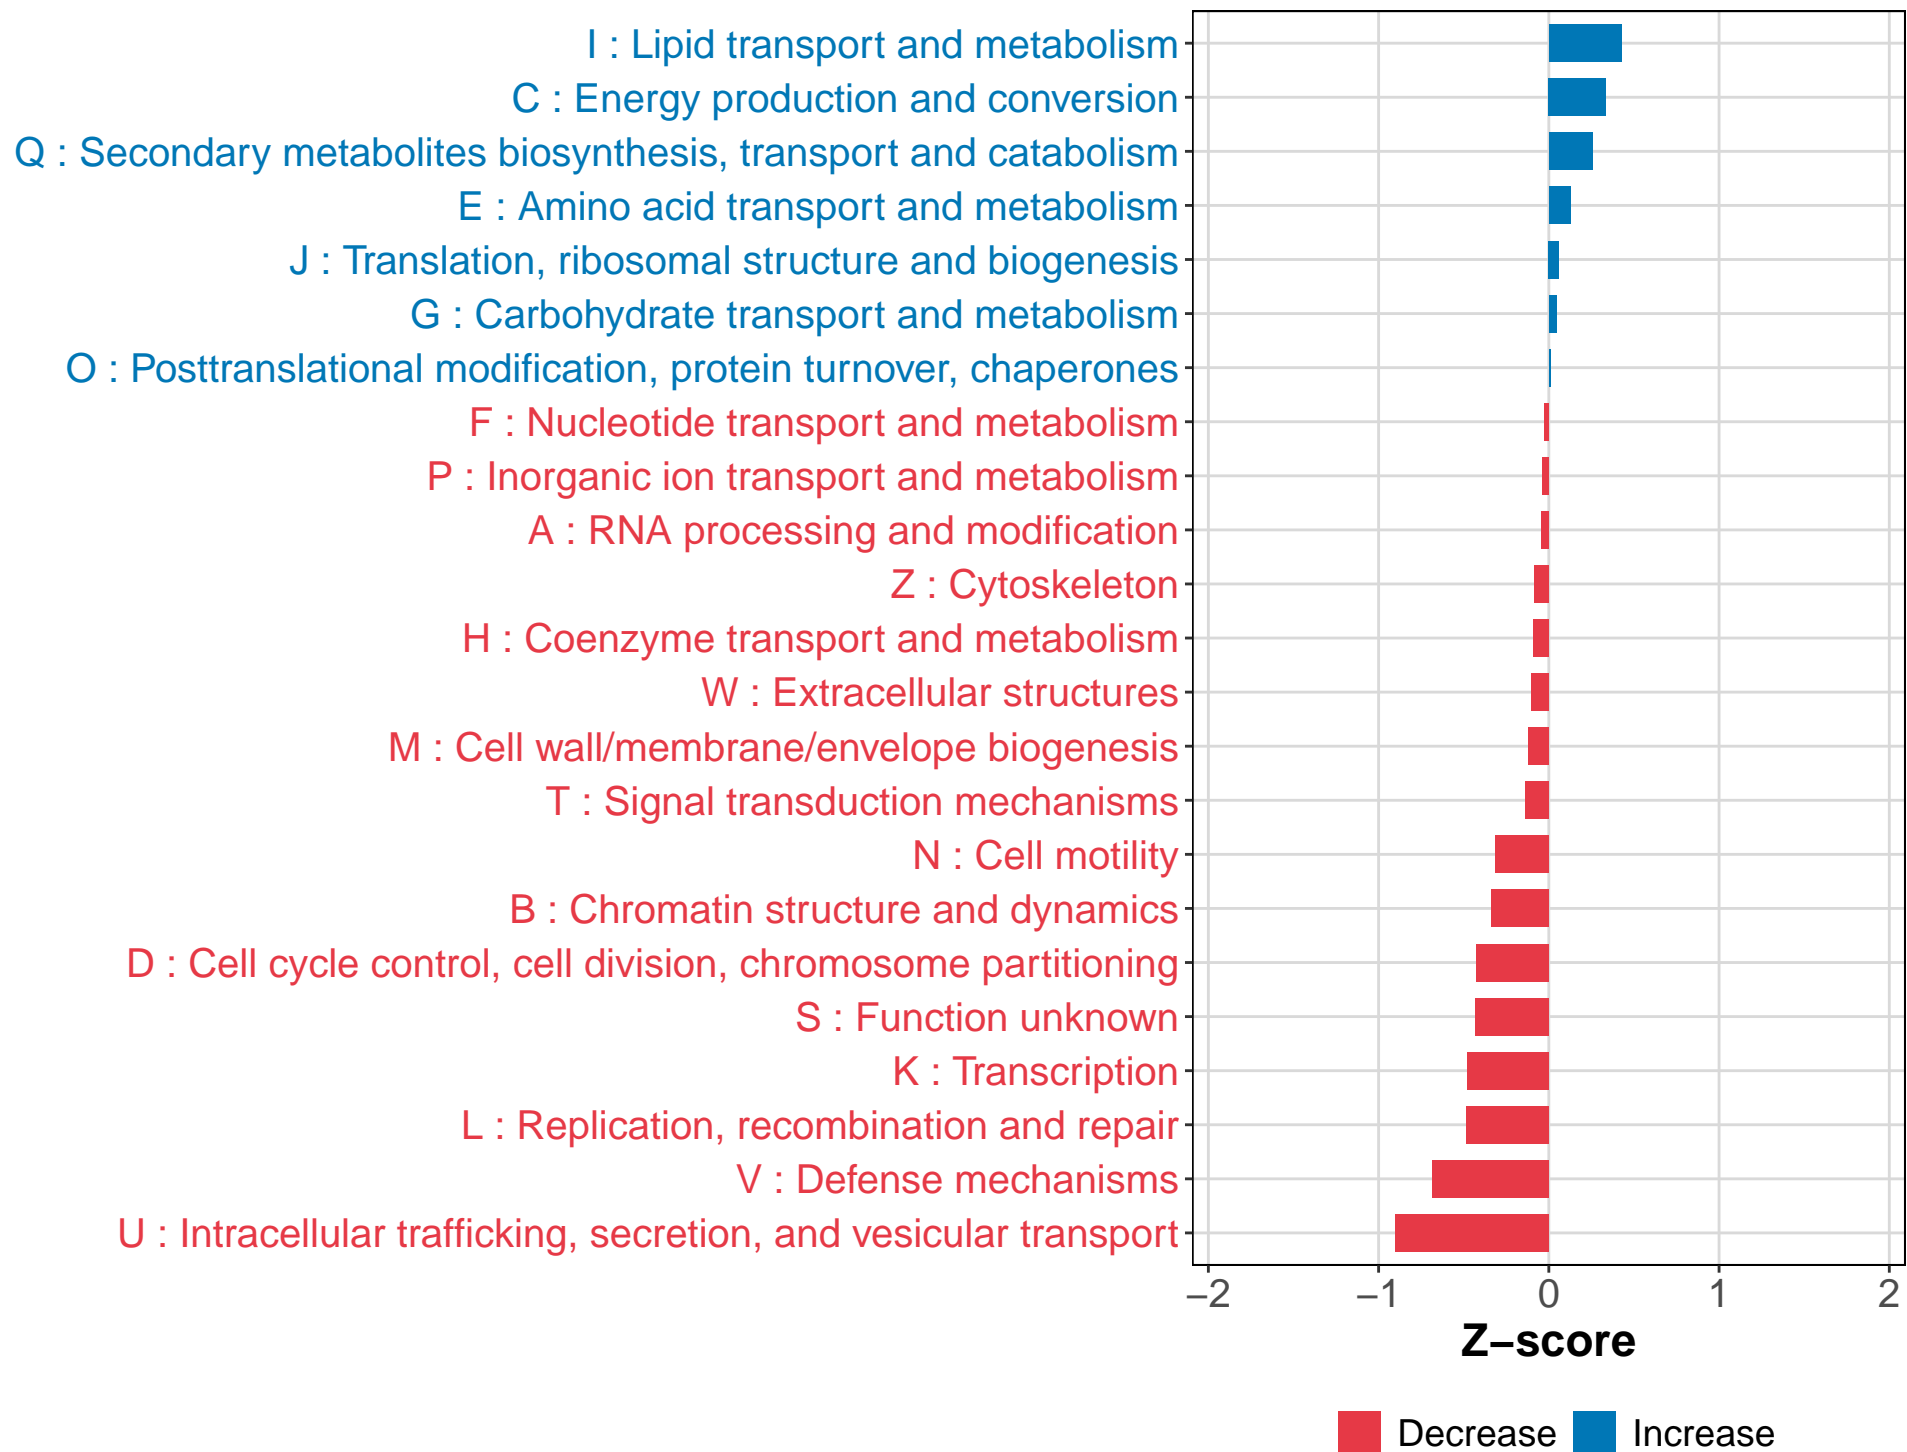 I : Lipid transport and metabolism
C : Energy production and conversion
Q : Secondary metabolites biosynthesis, transport and catabolism
E : Amino acid transport and metabolism
J : Translation, ribosomal structure and biogenesis
G : Carbohydrate transport and metabolism
O : Posttranslational modification, protein turnover, chaperones
F : Nucleotide transport and metabolism
P : Inorganic ion transport and metabolism
A : RNA processing and modification
Z : Cytoskeleton
H : Coenzyme transport and metabolism
W : Extracellular structures
M : Cell wall/membrane/envelope biogenesis
T : Signal transduction mechanisms
N : Cell motility
B : Chromatin structure and dynamics
D : Cell cycle control, cell division, chromosome partitioning
S : Function unknown
K : Transcription
L : Replication, recombination and repair
V : Defense mechanisms
U : Intracellular trafficking, secretion, and vesicular transport
−2 −1 0 1 2
Z−score
Decrease Increase